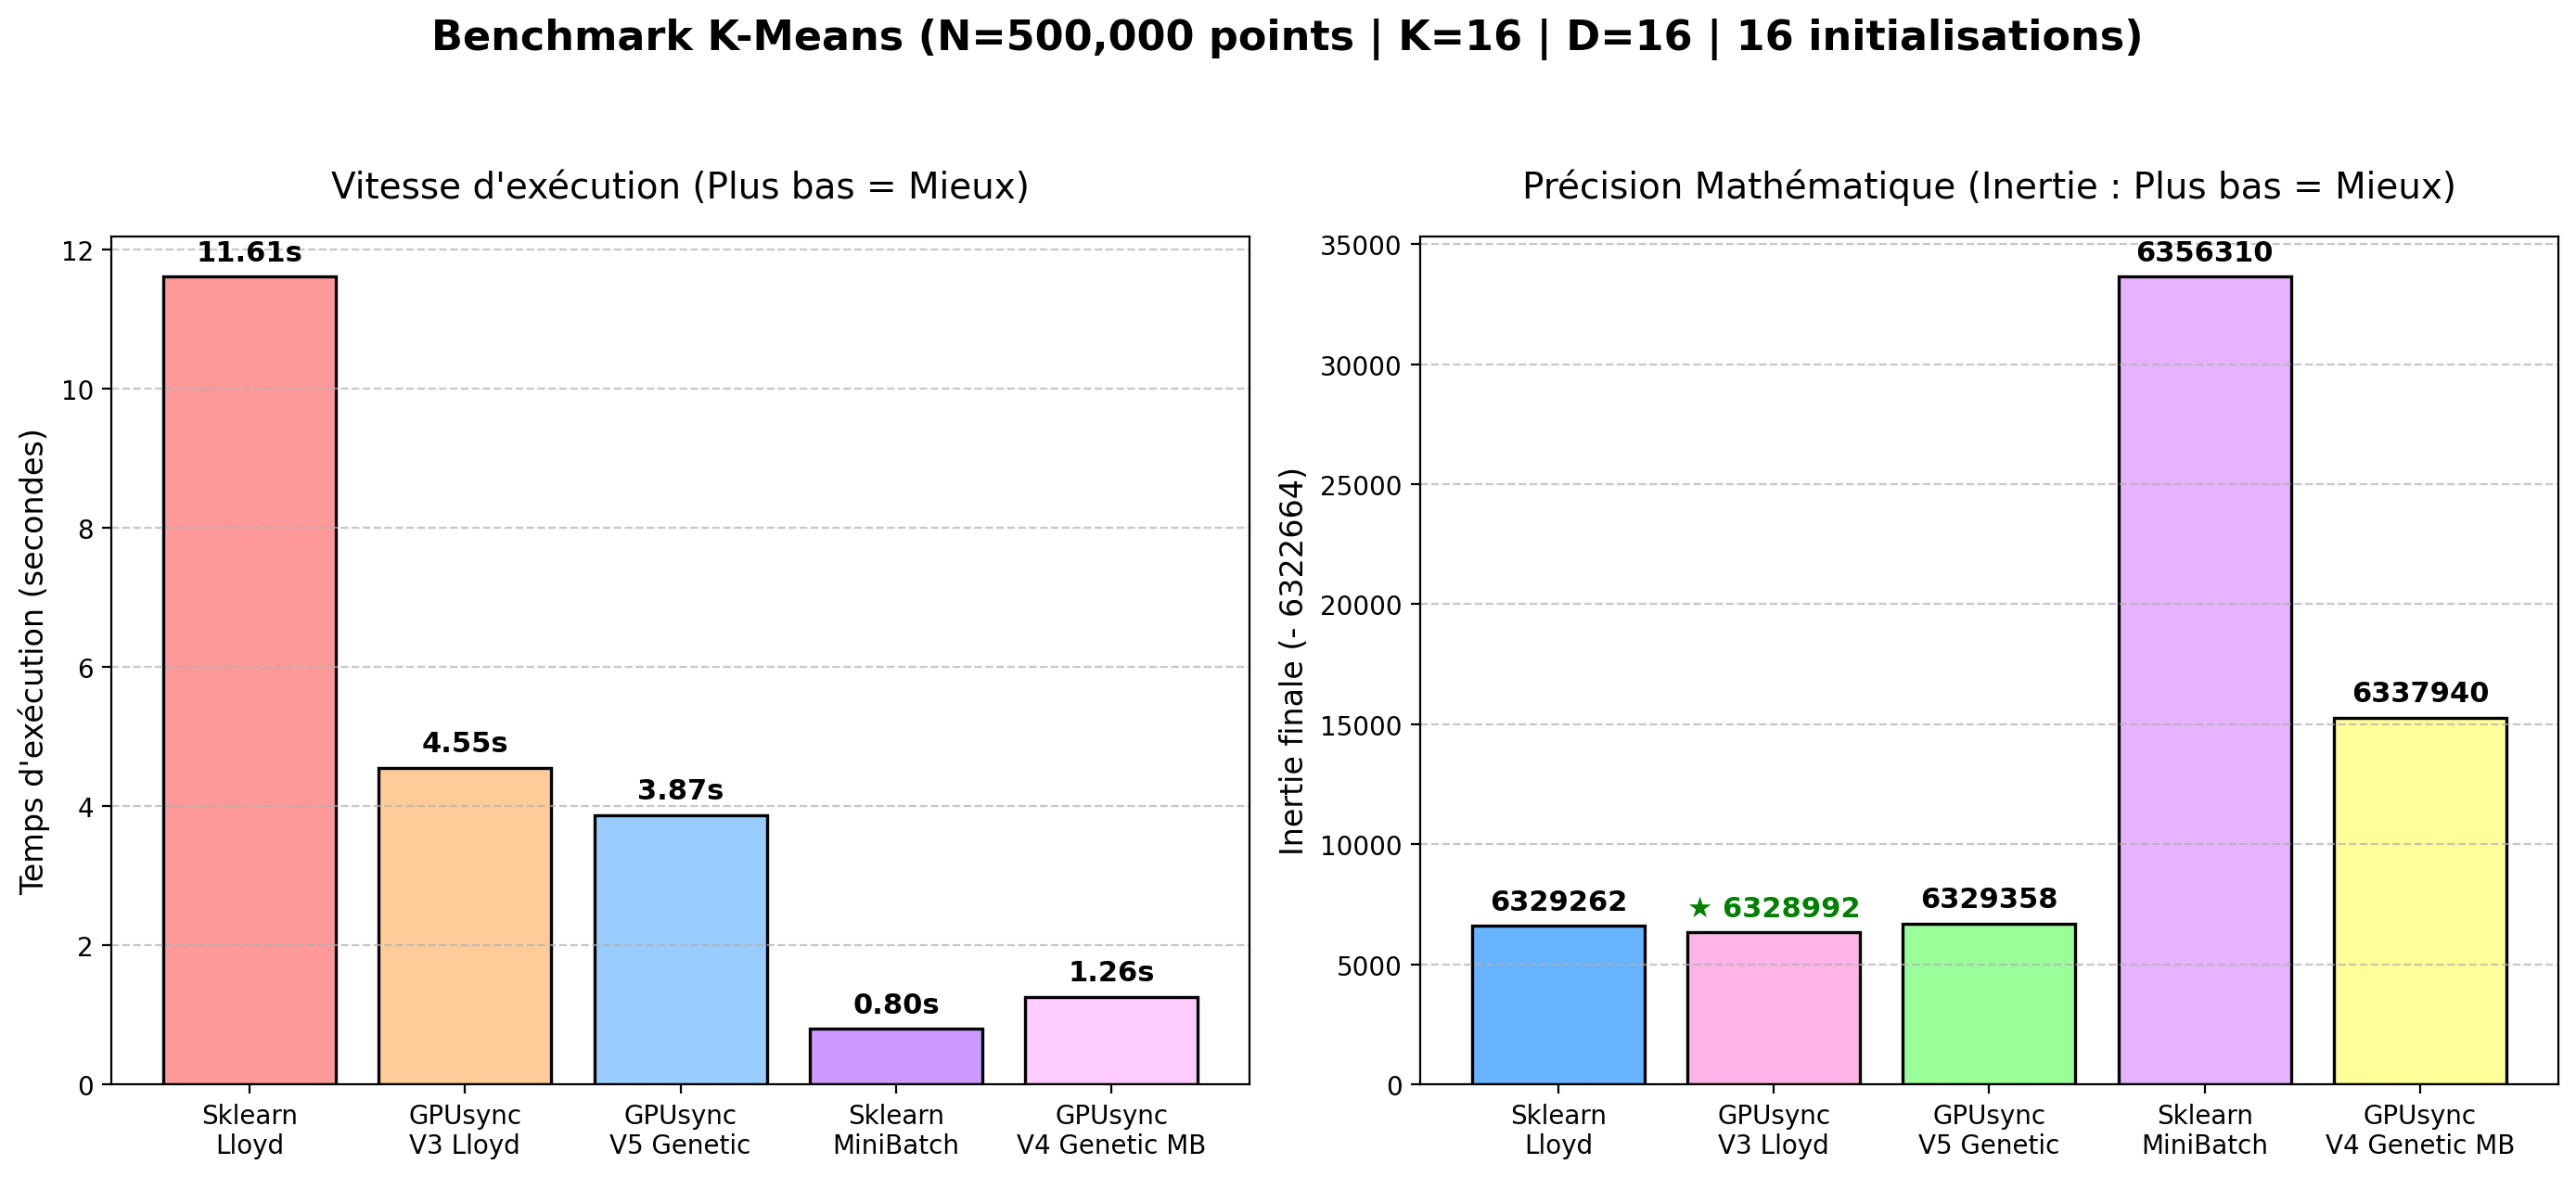 Benchmark K-Means (N=500,000 points | K=16 | D=16 | 16 initialisations)
Vitesse d'exécution (Plus bas = Mieux)
Temps d'exécution (secondes)
12
10
8
6
4
2
0
11.61s
4.55s
3.87s
0.80s
1.26s
Sklearn
Lloyd
GPUsync
V3 Lloyd
GPUsync
V5 Genetic
Sklearn
MiniBatch
GPUsync
V4 Genetic MB
Précision Mathématique (Inertie : Plus bas = Mieux)
Inertie finale (- 6322664)
35000
30000
25000
20000
15000
10000
5000
0
6329262
★ 6328992
6329358
6356310
6337940
Sklearn
Lloyd
GPUsync
V3 Lloyd
GPUsync
V5 Genetic
Sklearn
MiniBatch
GPUsync
V4 Genetic MB